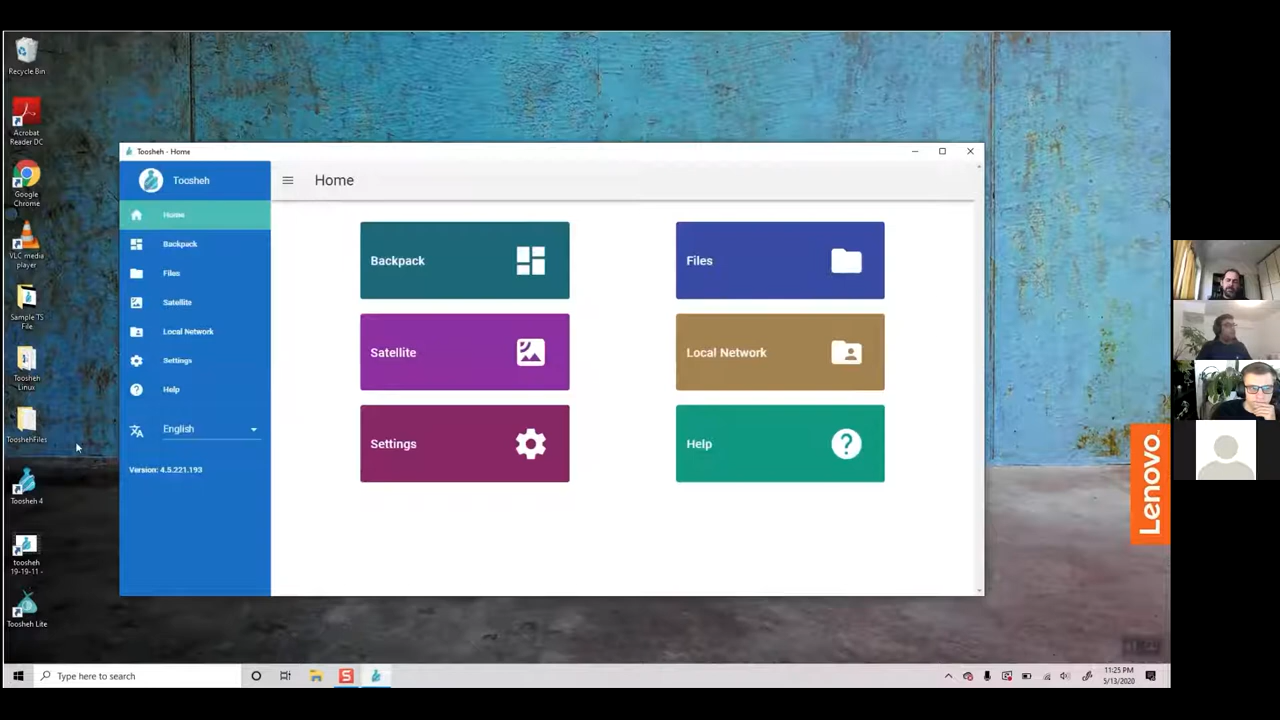 Recycle Bin
Acrobat
Reader DC
Google
Chrome
VLC media
player
Sample TS
File
Toosheh
Linux
TooshehFiles
Toosheh 4
toosheh
19-19-11 -
Toosheh Lite
Toosheh - Home
Toosheh
Home
Backpack
Files
Satellite
Local Network
Settings
Help
English
Version: 4.5.221.193
Home
Backpack
Files
Satellite
Local Network
Settings
Help
Lenovo
Type here to search
11:25 PM
5/13/2020